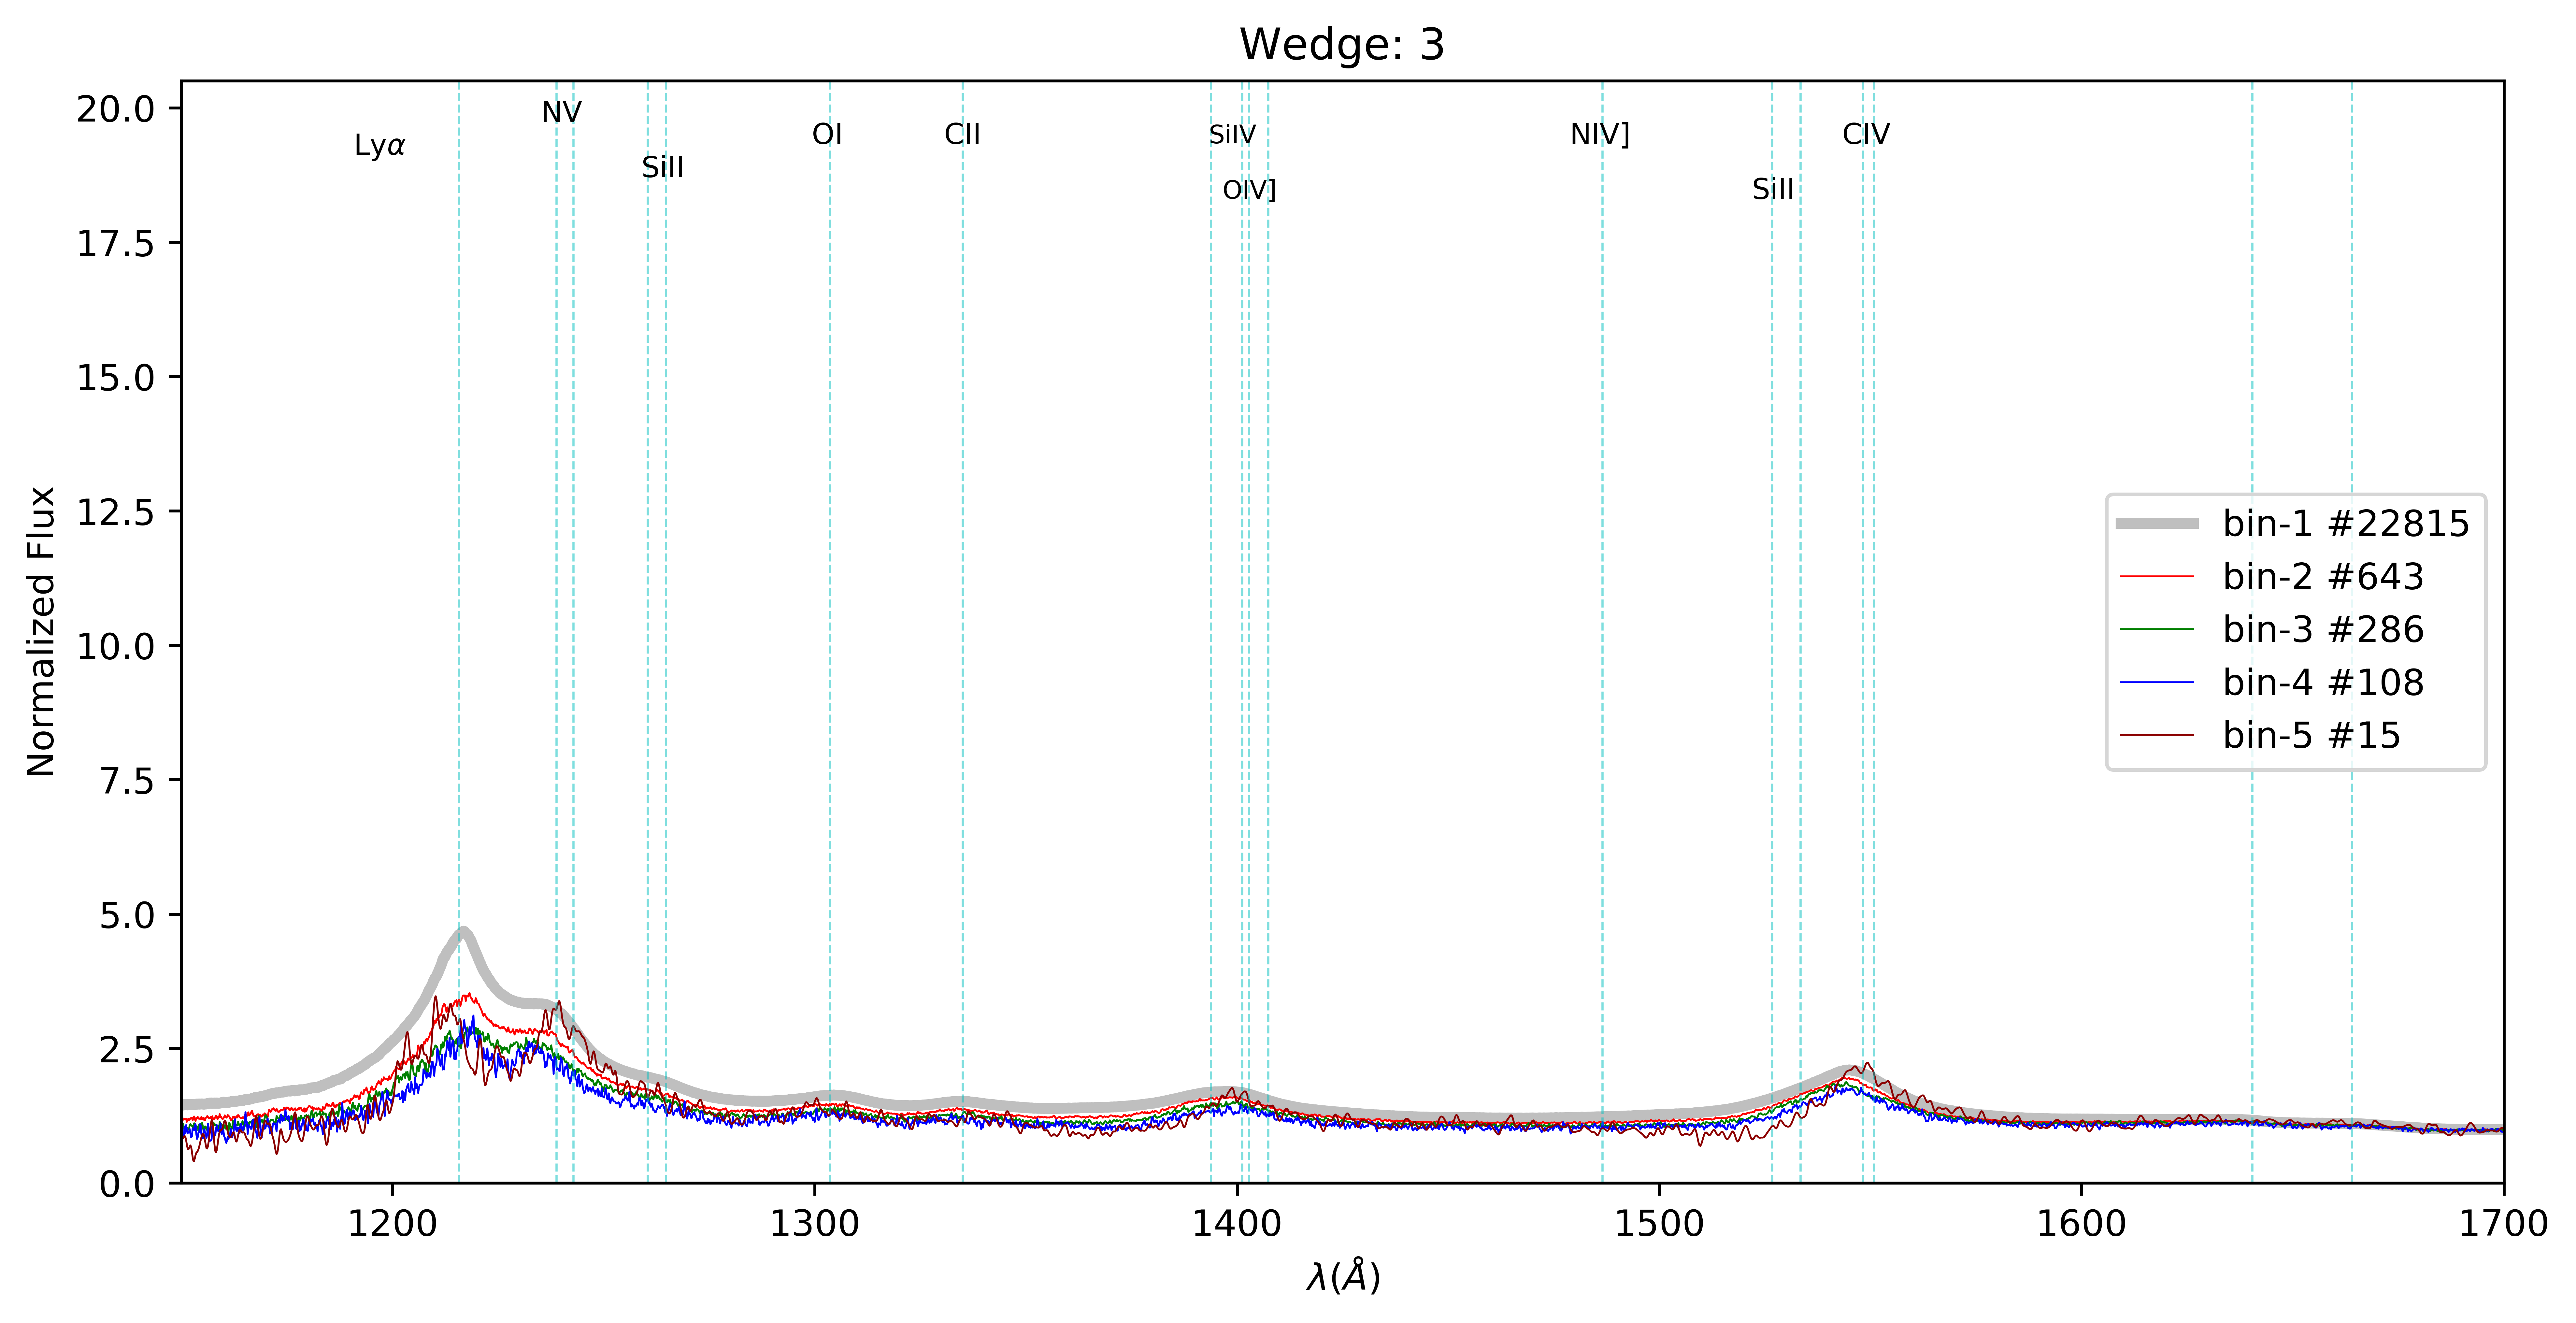 Wedge: 3
NV
Lyα
OI
CII
SiIV
NIV]
CIV
SiII
OIV]
SiII
Normalized Flux
20.0
17.5
15.0
12.5
10.0
7.5
5.0
2.5
0.0
bin-1 #22815
bin-2 #643
bin-3 #286
bin-4 #108
bin-5 #15
1200 1300 1400 1500 1600 1700
λ(Å)